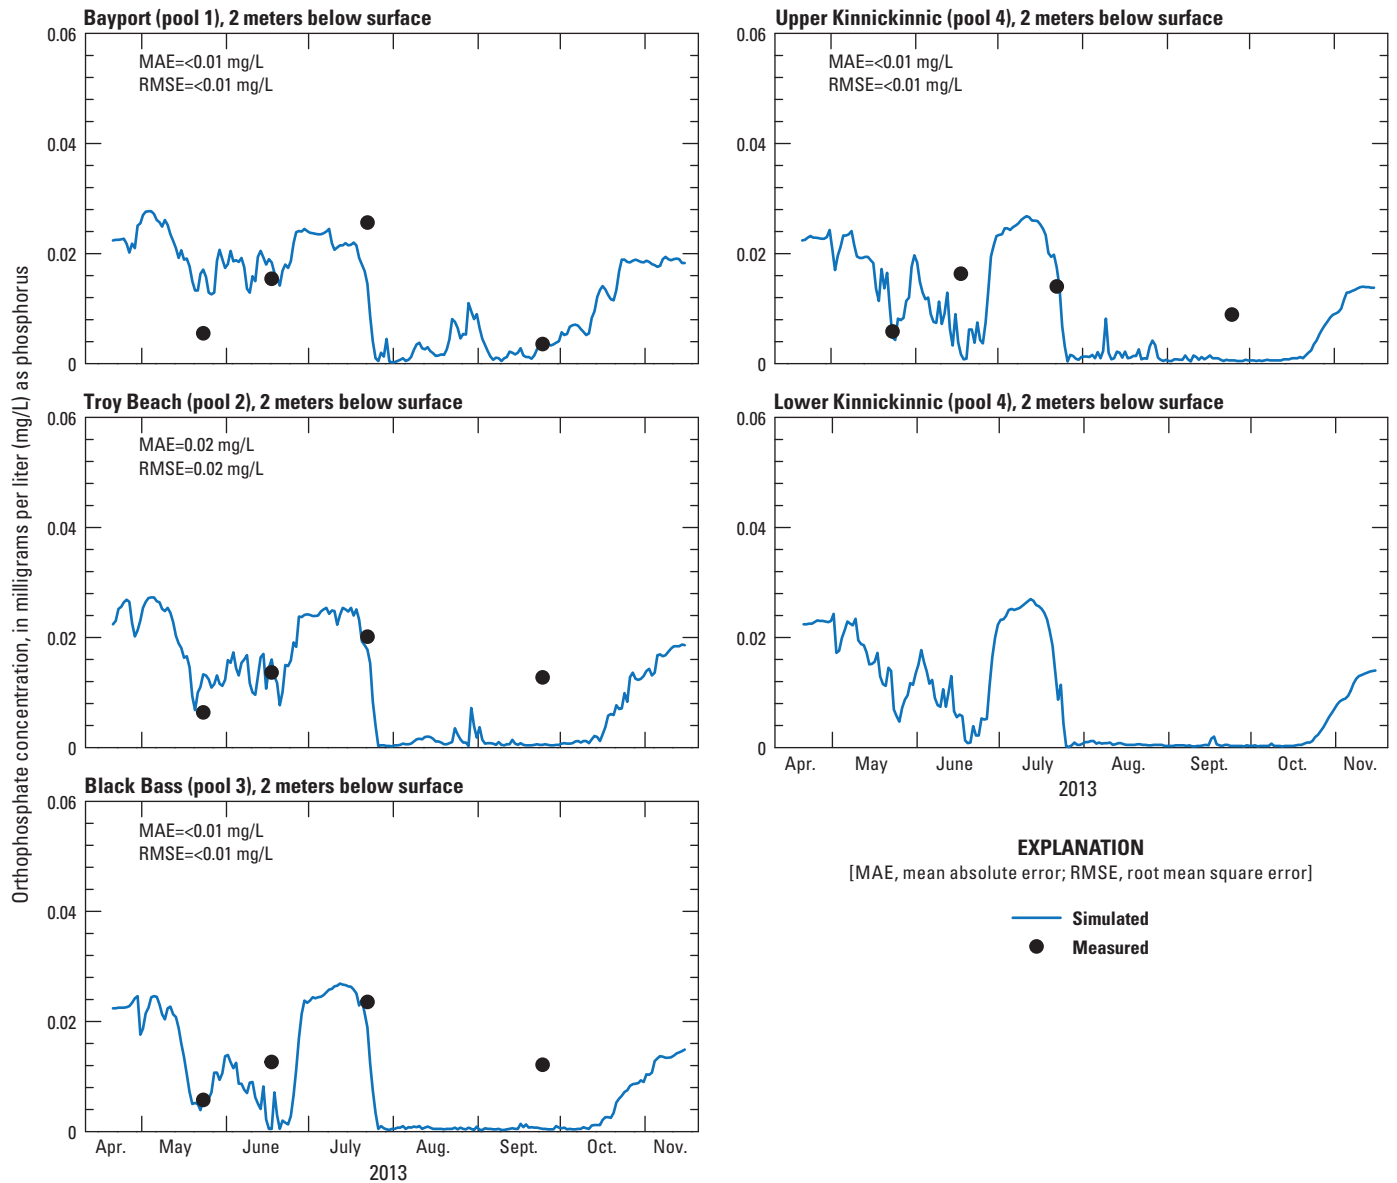 Orthophosphate concentration, in milligrams per liter (mg/L) as phosphorus
Bayport (pool 1), 2 meters below surface
0.06
MAE=<0.01 mg/L
RMSE=<0.01 mg/L
0.04
0.02
0
Troy Beach (pool 2), 2 meters below surface
0.06
MAE=0.02 mg/L
RMSE=0.02 mg/L
0.04
0.02
0
Black Bass (pool 3), 2 meters below surface
0.06
MAE=<0.01 mg/L
RMSE=<0.01 mg/L
0.04
0.02
0
Apr. May June July Aug. Sept. Oct. Nov.
2013
Upper Kinnickinnic (pool 4), 2 meters below surface
0.06
MAE=<0.01 mg/L
RMSE=<0.01 mg/L
0.04
0.02
0
Lower Kinnickinnic (pool 4), 2 meters below surface
0.06
0.04
0.02
0
Apr. May June July Aug. Sept. Oct. Nov.
2013
EXPLANATION
[MAE, mean absolute error; RMSE, root mean square error]
Simulated
Measured